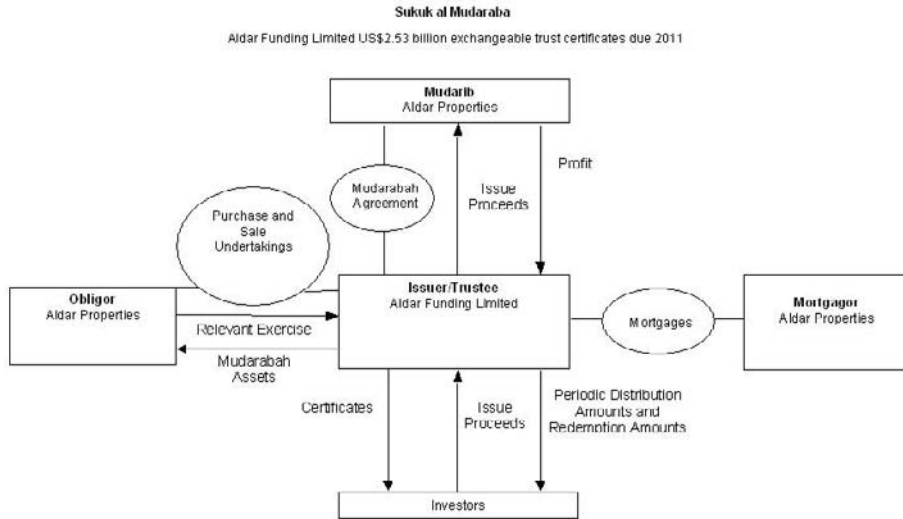 Sukuk al Mudaraba
Aldar Funding Limited US$2.53 billion exchangeable trust certificates due 2011
Mudarib
Aldar Properties
Mudarabah
Agreement
Issue
Proceeds
Profit
Purchase and
Sale
Undertakings
Obligor
Aldar Properties
Issuer/Trustee
Aldar Funding Limited
Mortgages
Mortgagor
Aldar Properties
Relevant Exercise
Mudarabah
Assets
Certificates
Issue
Proceeds
Periodic Distribution
Amounts and
Redemption Amounts
Investors